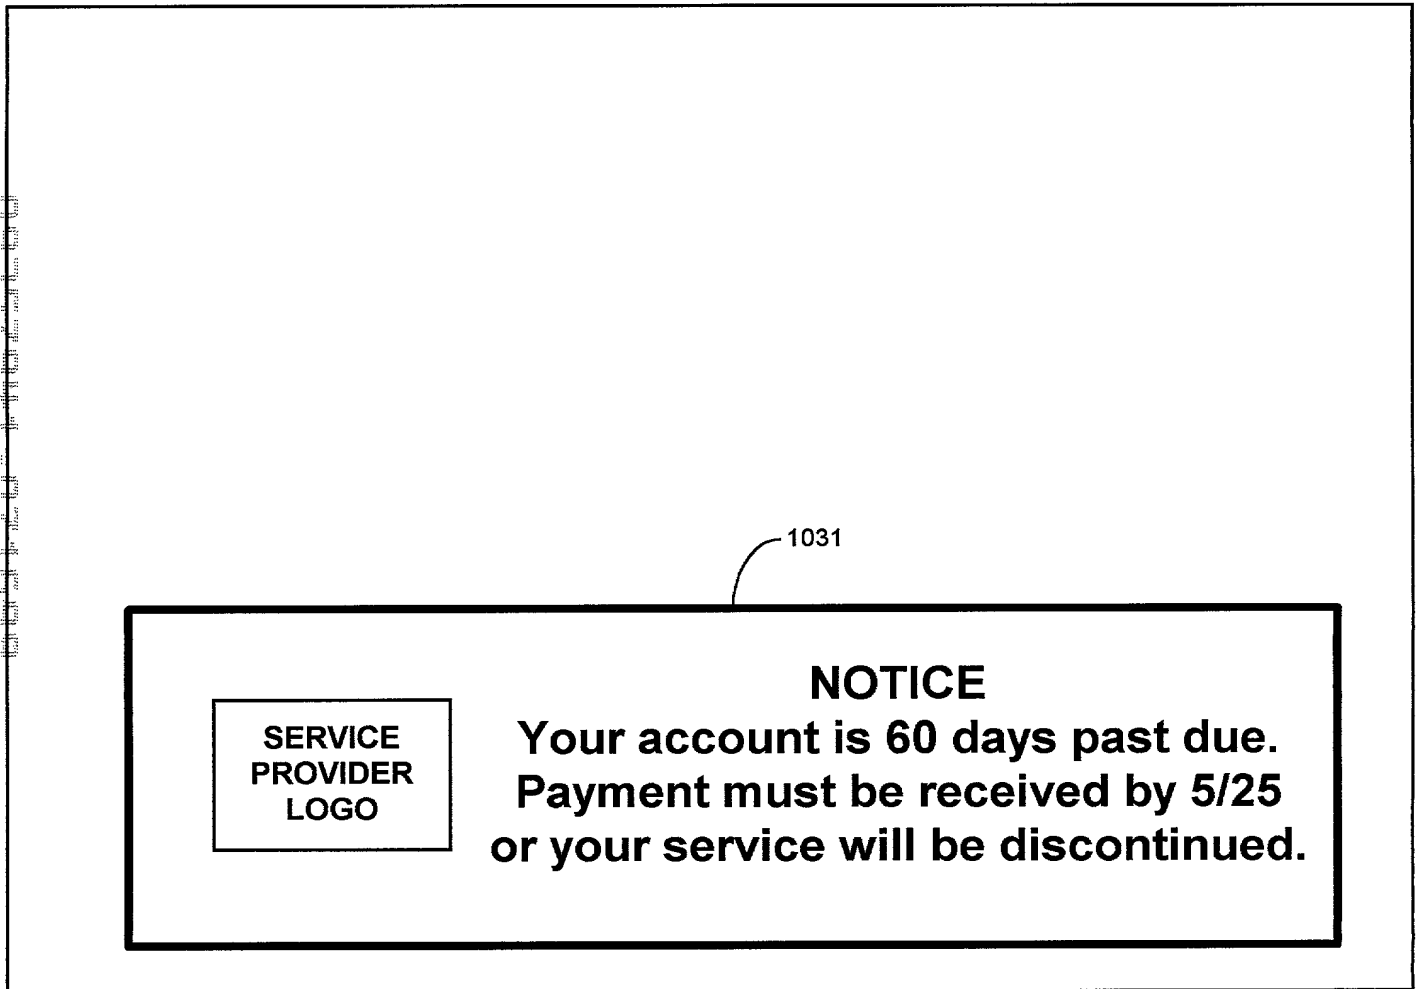 1031
NOTICE
Your account is 60 days past due.
Payment must be received by 5/25
or your service will be discontinued.
SERVICE
PROVIDER
LOGO